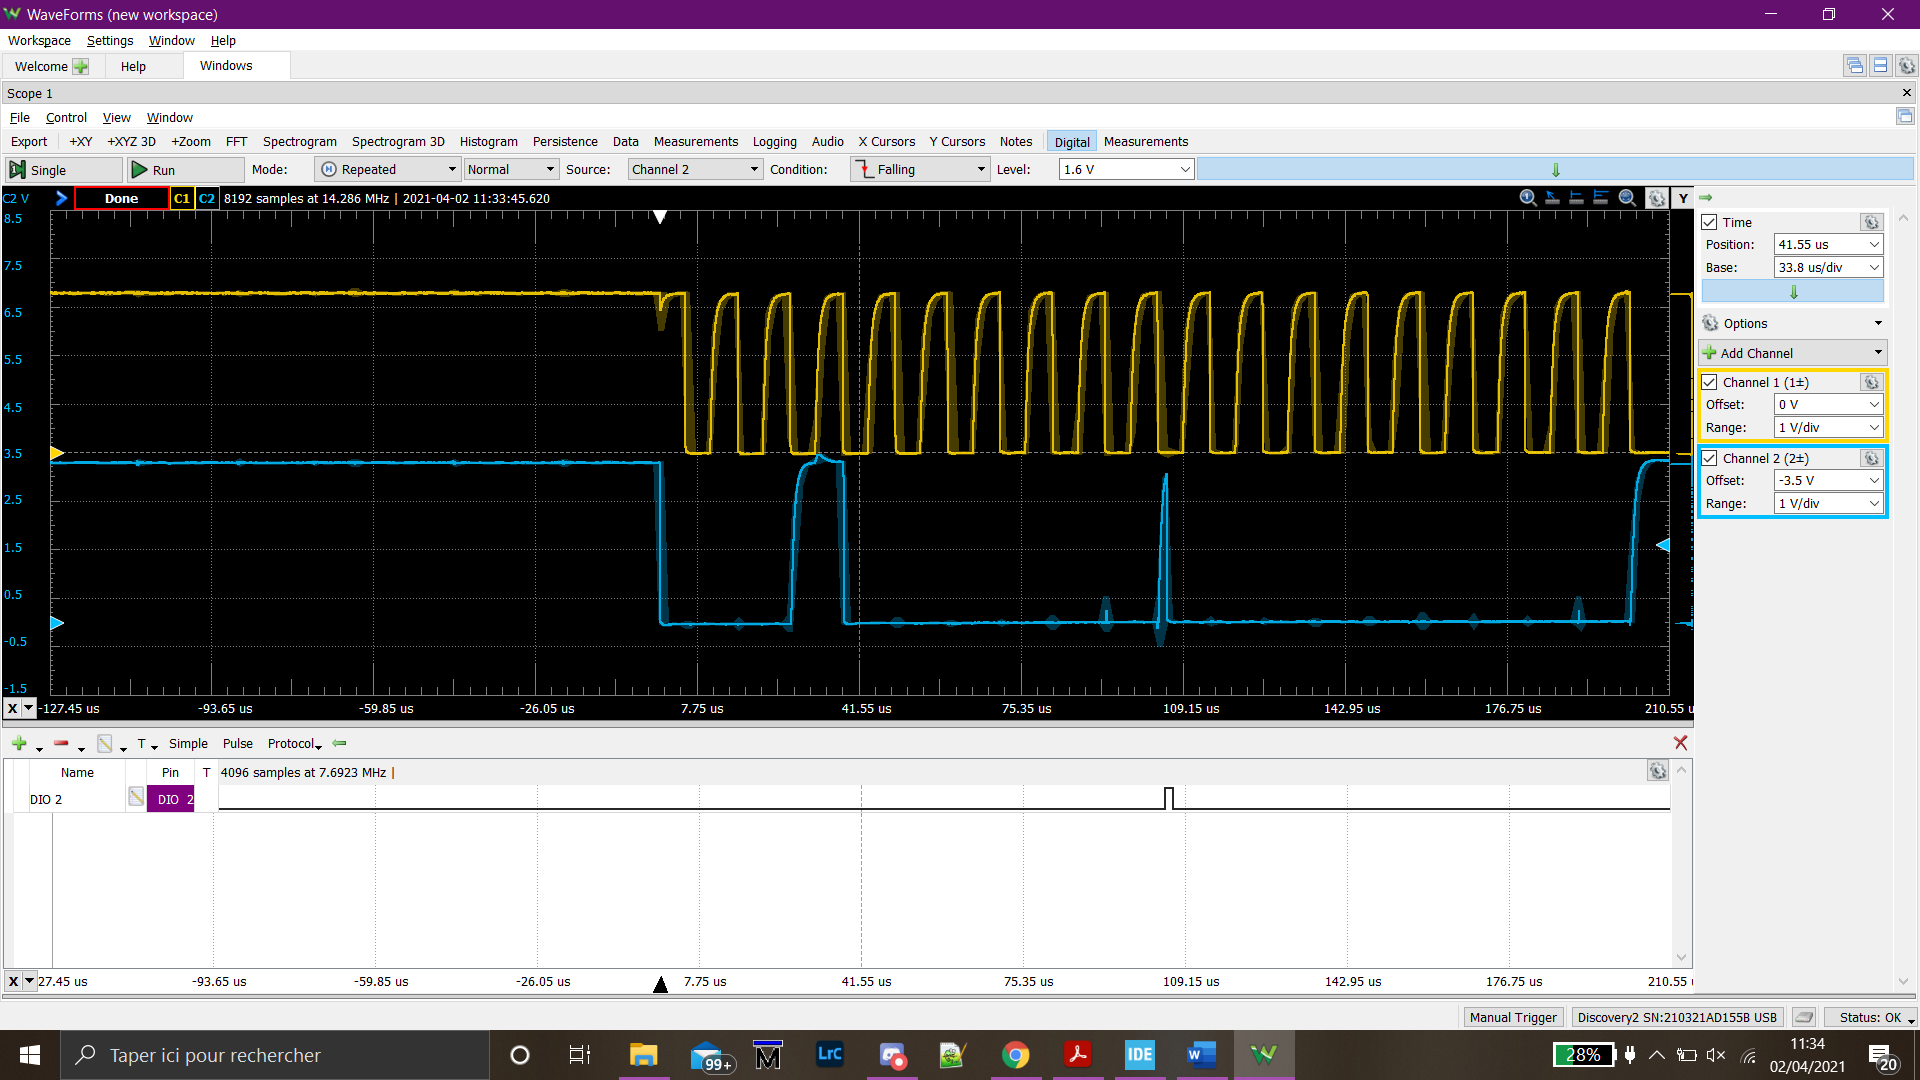 WaveForms (new workspace)
Workspace Settings Window Help
Welcome Help Windows
Scope 1
File Control View Window
Export +XY +XYZ 3D +Zoom FFT Spectrogram Spectrogram 3D Histogram Persistence Data Measurements Logging Audio X Cursors Y Cursors Notes Digital Measurements
Single Run Mode: Repeated Normal Source: Channel 2 Condition: Falling Level: 1.6 V
C2 V Done C1 C2 8192 samples at 14.286 MHz | 2021-04-02 11:33:45.620 Y
8.5
7.5
6.5
5.5
4.5
3.5
2.5
1.5
0.5
-0.5
-1.5
X -127.45 us -93.65 us -59.85 us -26.05 us 7.75 us 41.55 us 75.35 us 109.15 us 142.95 us 176.75 us 210.55 u
Time
Position: 41.55 us
Base: 33.8 us/div
Options
Add Channel
Channel 1 (1±)
Offset: 0 V
Range: 1 V/div
Channel 2 (2±)
Offset: -3.5 V
Range: 1 V/div
T Simple Pulse Protocol
Name Pin T 4096 samples at 7.6923 MHz |
DIO 2 DIO 2
X 27.45 us -93.65 us -59.85 us -26.05 us 7.75 us 41.55 us 75.35 us 109.15 us 142.95 us 176.75 us 210.55 u
Manual Trigger Discovery2 SN:210321AD155B USB Status: OK
Taper ici pour rechercher 99+ LrC IDE 28% 11:34
02/04/2021 20